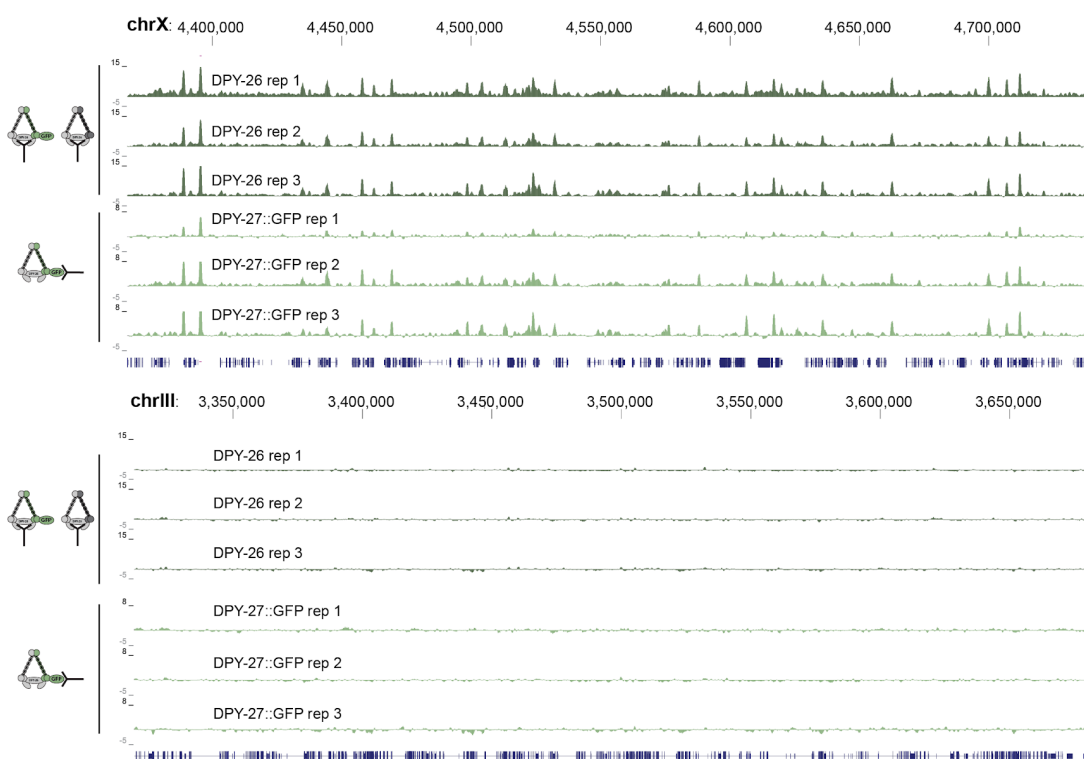 chrX: 4,400,000 4,450,000 4,500,000 4,550,000 4,600,000 4,650,000 4,700,000
15
DPY-26 rep 1
-5
15
DPY-26 rep 2
GFP
-5
15
DPY-26 rep 3
-5
8
DPY-27::GFP rep 1
-5
8
DPY-27::GFP rep 2
GFP
-5
8
DPY-27::GFP rep 3
-5
chrIII: 3,350,000 3,400,000 3,450,000 3,500,000 3,550,000 3,600,000 3,650,000
15
DPY-26 rep 1
-5
15
DPY-26 rep 2
GFP
-5
15
DPY-26 rep 3
-5
8
DPY-27::GFP rep 1
-5
8
DPY-27::GFP rep 2
GFP
-5
8
DPY-27::GFP rep 3
-5